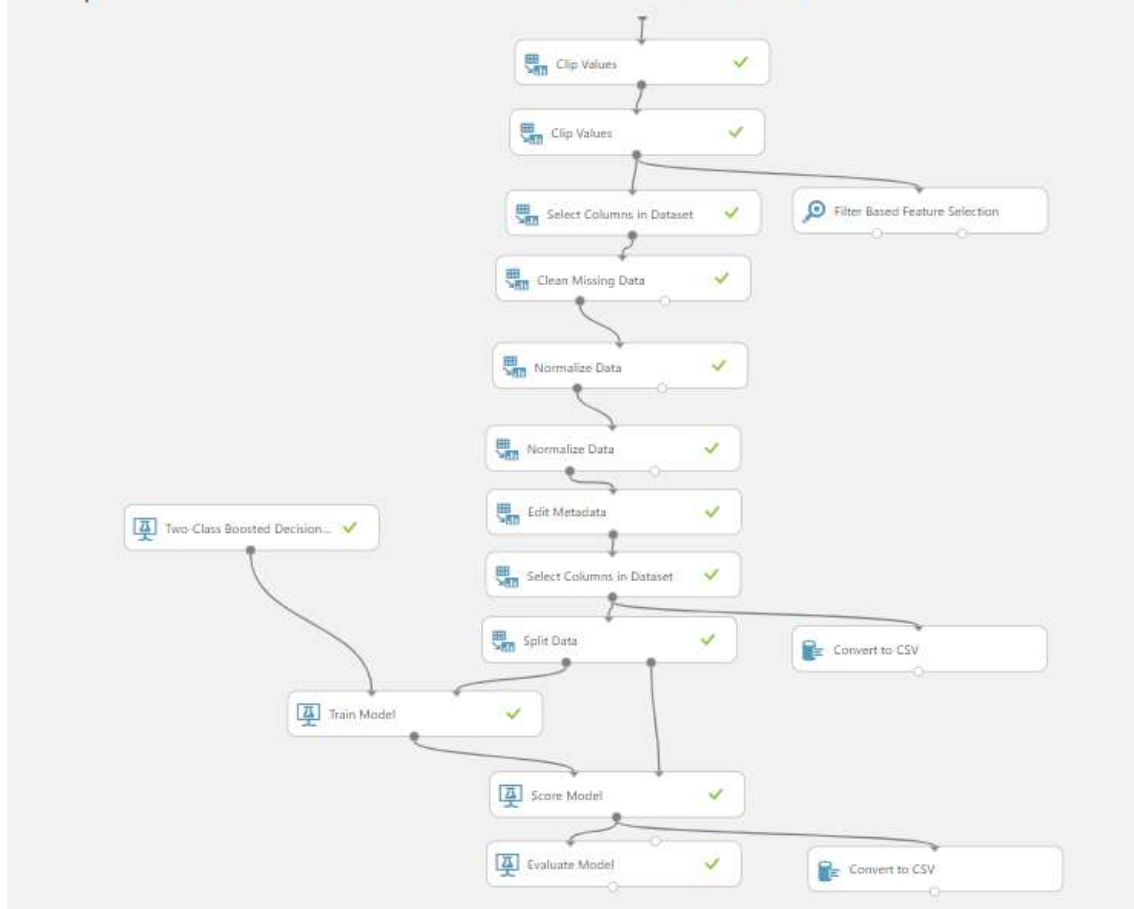 Clip Values
Clip Values
Select Columns in Dataset
Filter Based Feature Selection
Clean Missing Data
Normalize Data
Normalize Data
Edit Metadata
Two-Class Boosted Decision...
Select Columns in Dataset
Split Data
Convert to CSV
Train Model
Score Model
Evaluate Model
Convert to CSV